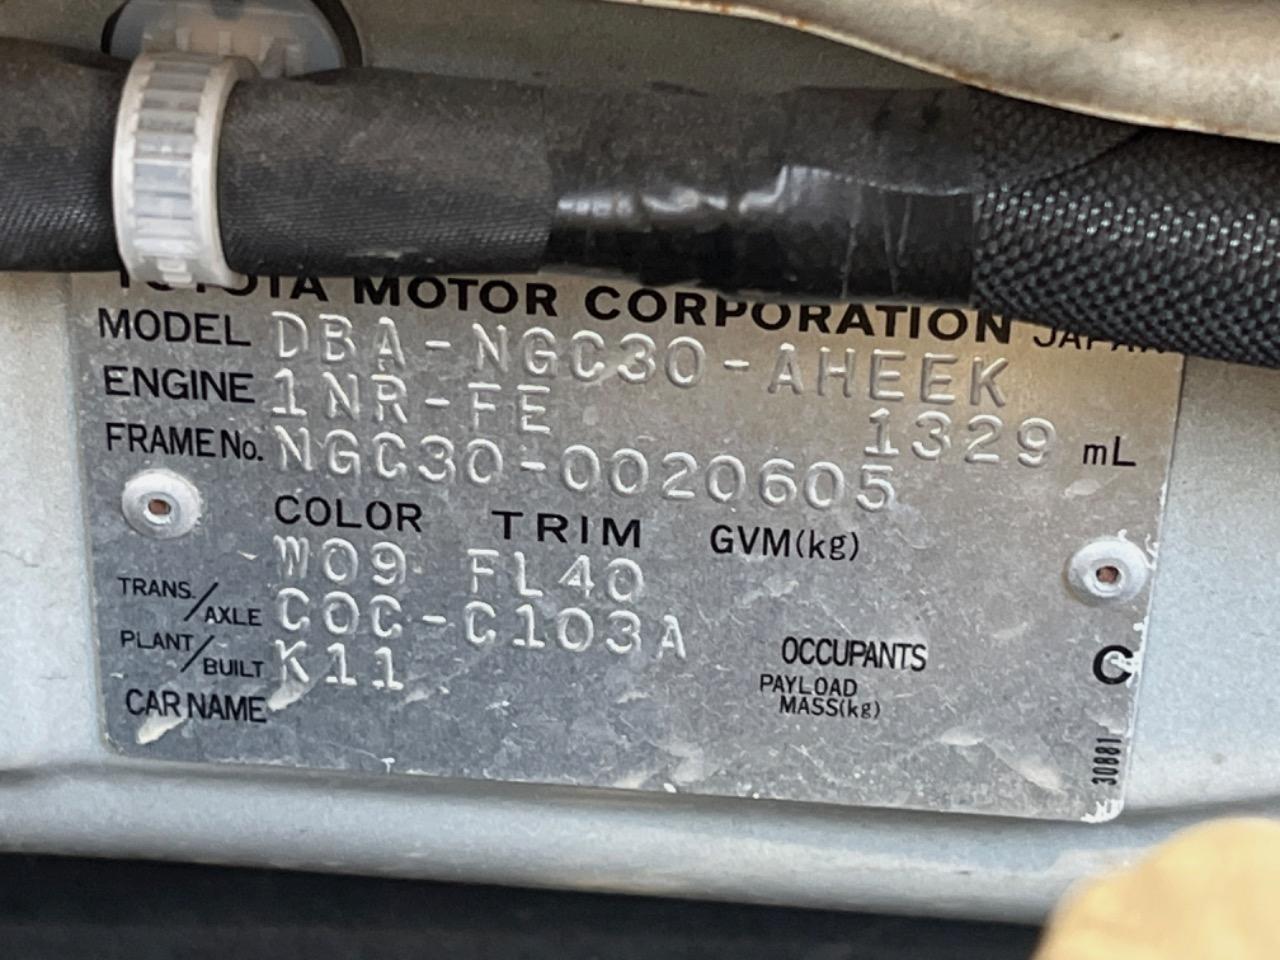 TOYOTA MOTOR CORPORATION JAPAN
MODEL DBA-NGC30-AHEEK
ENGINE 1NR-FE 1329 mL
FRAME No. NGC30-0020605
COLOR TRIM GVM(kg)
W09 FL40
TRANS./AXLE C0C-C103A
PLANT/BUILT K11
OCCUPANTS C
PAYLOAD
MASS(kg)
CAR NAME
30881